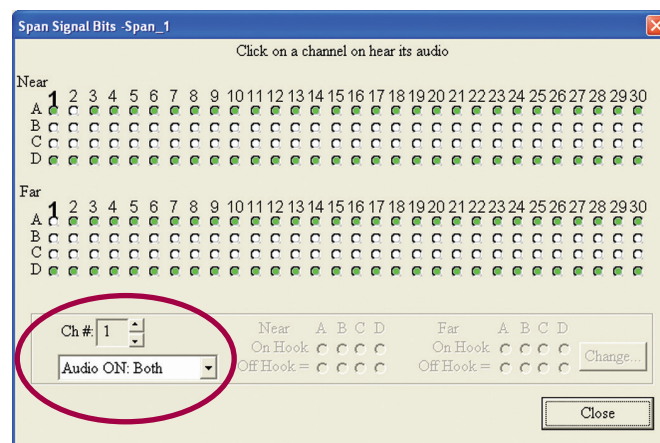 Span Signal Bits -Span_1
Click on a channel on hear its audio
Near
1 2 3 4 5 6 7 8 9 10 11 12 13 14 15 16 17 18 19 20 21 22 23 24 25 26 27 28 29 30
A
B
C
D
Far
1 2 3 4 5 6 7 8 9 10 11 12 13 14 15 16 17 18 19 20 21 22 23 24 25 26 27 28 29 30
A
B
C
D
Ch #: 1
Audio ON: Both
Near A B C D
On Hook
Off Hook =
Far A B C D
On Hook
Off Hook =
Change...
Close